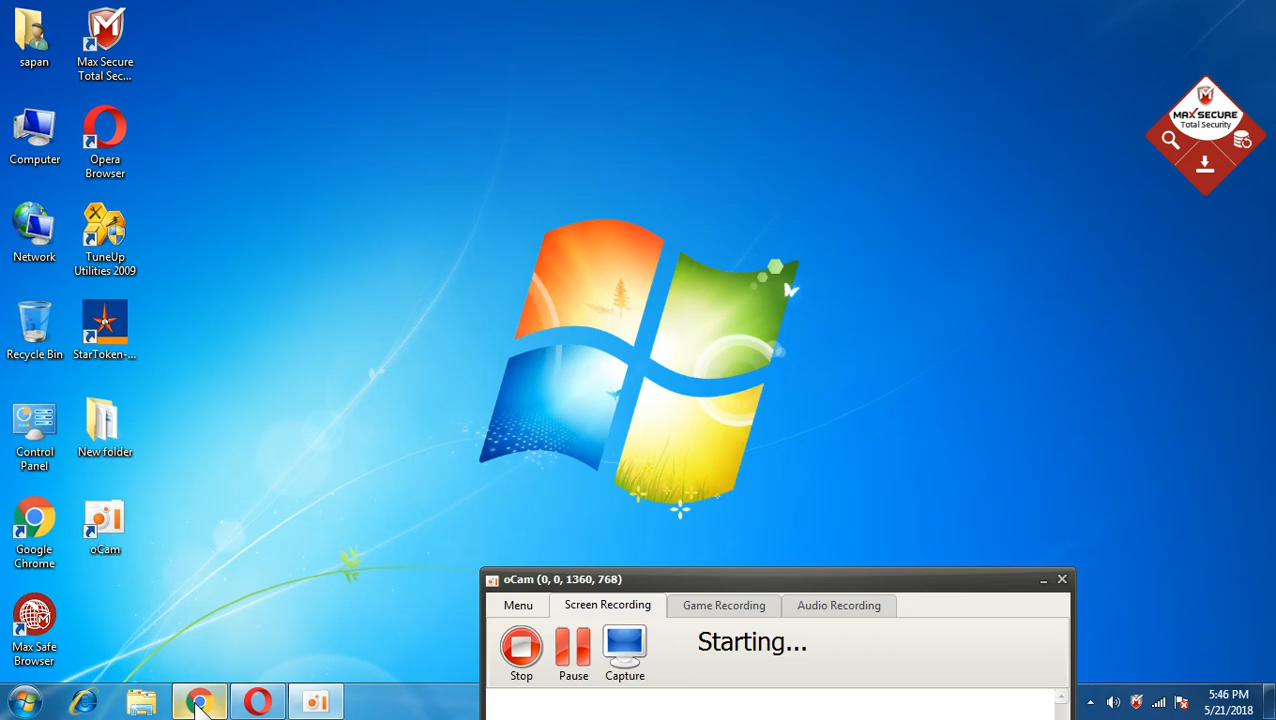 sapan
Max Secure
Total Sec...
Computer
Opera
Browser
Network
TuneUp
Utilities 2009
Recycle Bin
StarToken-...
Control
Panel
New folder
Google
Chrome
oCam
Max Safe
Browser
MAX SECURE
Total Security
oCam (0, 0, 1360, 768)
Menu
Screen Recording
Game Recording
Audio Recording
Starting...
Stop
Pause
Capture
5:46 PM
5/21/2018